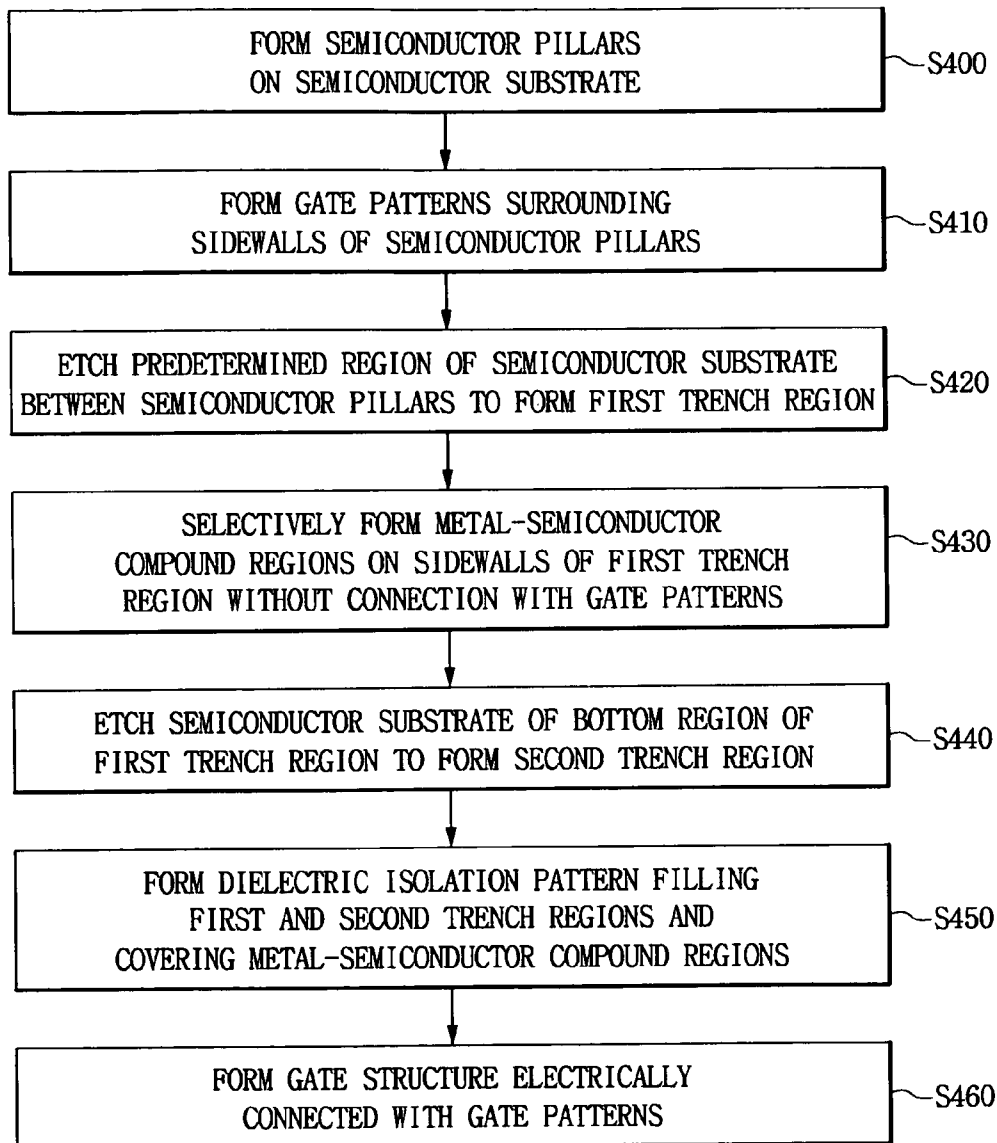 FORM SEMICONDUCTOR PILLARS
ON SEMICONDUCTOR SUBSTRATE
S400
FORM GATE PATTERNS SURROUNDING
SIDEWALLS OF SEMICONDUCTOR PILLARS
S410
ETCH PREDETERMINED REGION OF SEMICONDUCTOR SUBSTRATE
BETWEEN SEMICONDUCTOR PILLARS TO FORM FIRST TRENCH REGION
S420
SELECTIVELY FORM METAL-SEMICONDUCTOR
COMPOUND REGIONS ON SIDEWALLS OF FIRST TRENCH
REGION WITHOUT CONNECTION WITH GATE PATTERNS
S430
ETCH SEMICONDUCTOR SUBSTRATE OF BOTTOM REGION OF
FIRST TRENCH REGION TO FORM SECOND TRENCH REGION
S440
FORM DIELECTRIC ISOLATION PATTERN FILLING
FIRST AND SECOND TRENCH REGIONS AND
COVERING METAL-SEMICONDUCTOR COMPOUND REGIONS
S450
FORM GATE STRUCTURE ELECTRICALLY
CONNECTED WITH GATE PATTERNS
S460